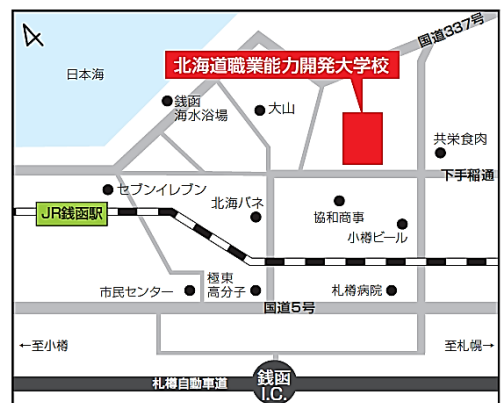 国道337号
日本海
北海道職業能力開発大学校
銭函
海水浴場
大山
共栄食肉
下手稲通
セブンイレブン
JR銭函駅
北海バネ
協和商事
小樽ビール
市民センター
極東
高分子
札樽病院
国道5号
←至小樽
至札幌→
札樽自動車道
銭函
I.C.